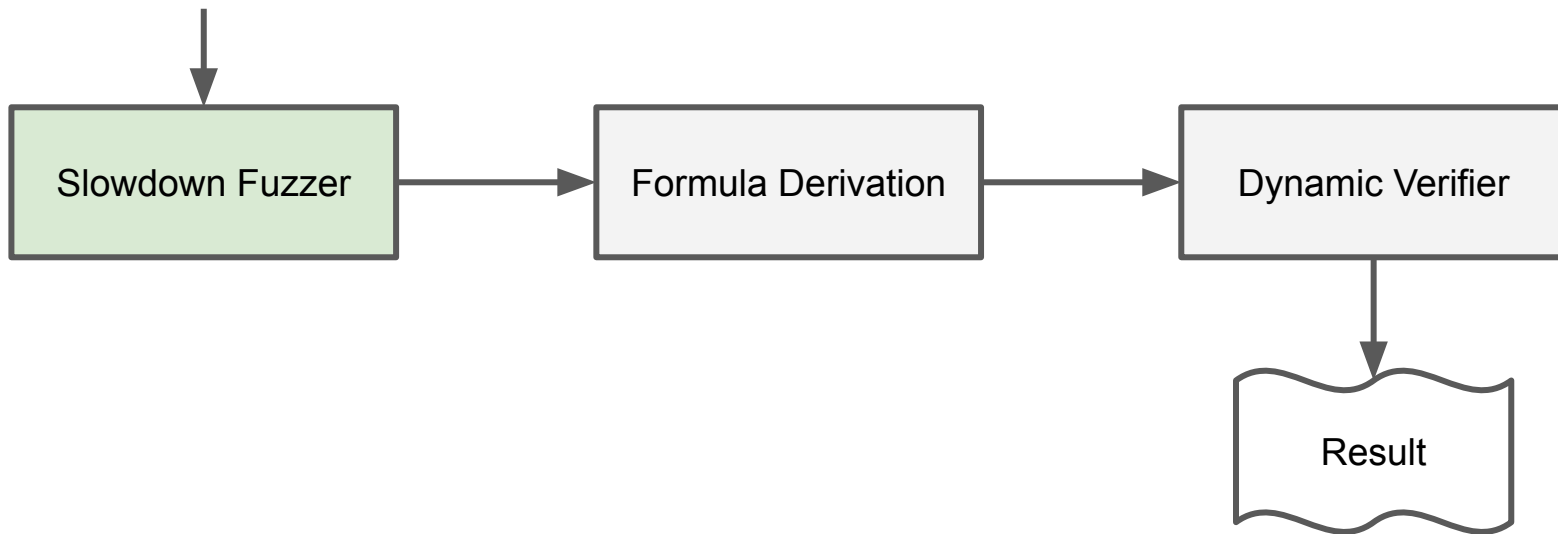 Slowdown Fuzzer
Formula Derivation
Dynamic Verifier
Result